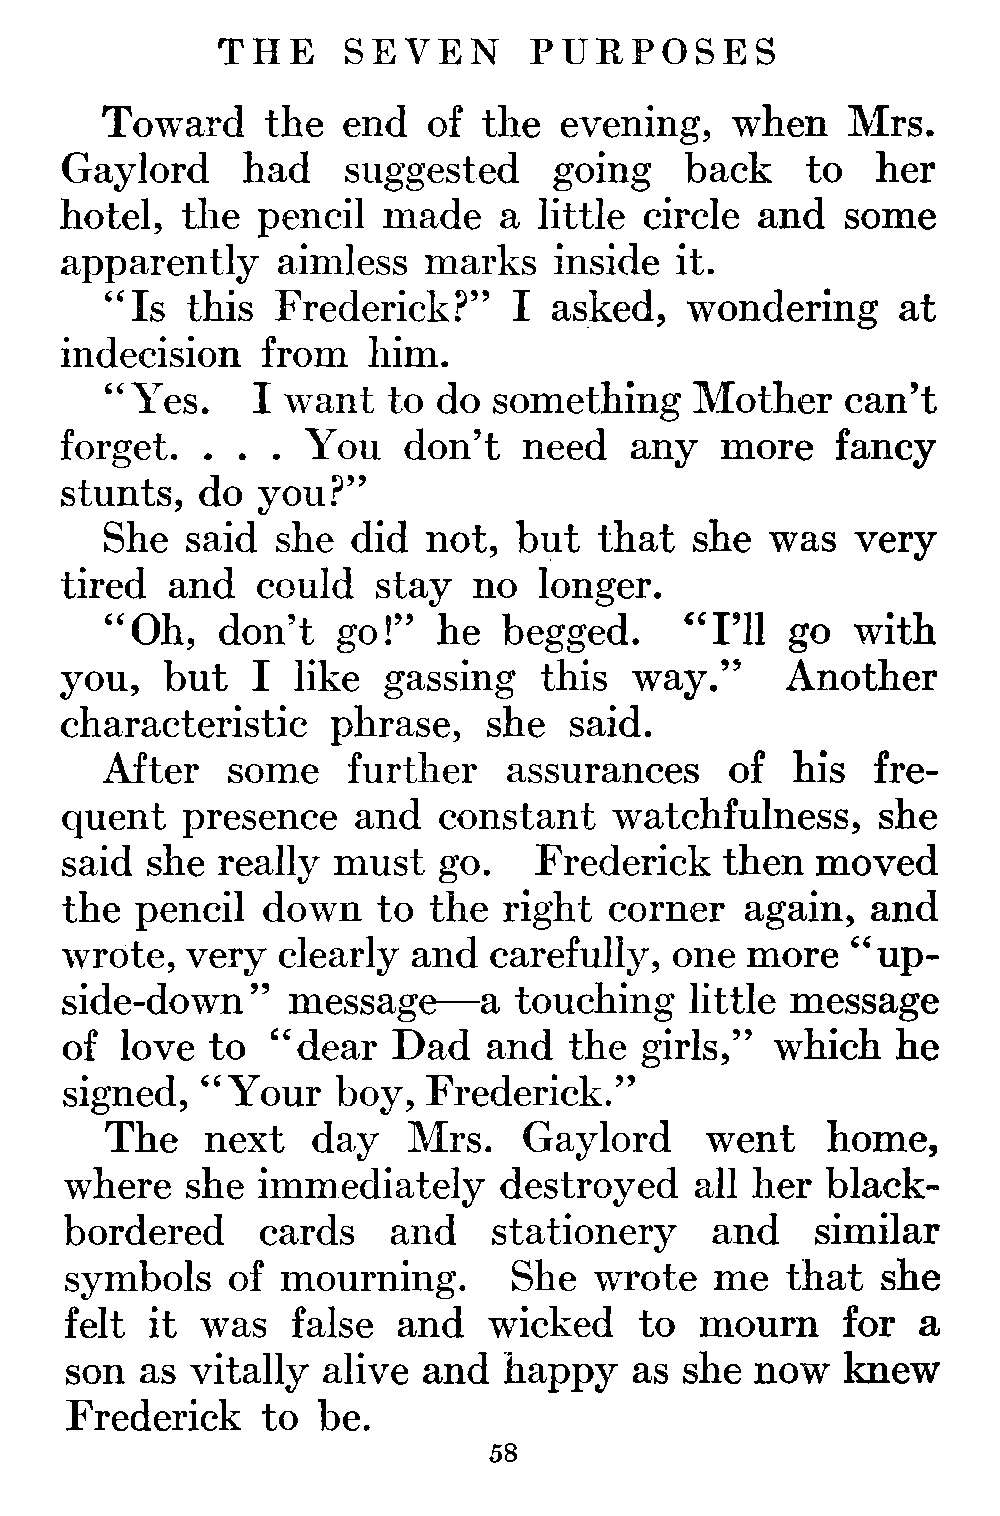 THE SEVEN PURPOSES
Toward the end of the evening, when Mrs.
Gaylord had suggested going back to her
hotel, the pencil made a little circle and some
apparently aimless marks inside it.
“Is this Frederick?” I asked, wondering at
indecision from him.
“Yes. I want to do something Mother can’t
forget. . . . You don’t need any more fancy
stunts, do you?”
She said she did not, but that she was very
tired and could stay no longer.
“Oh, don’t go!” he begged. “I’ll go with
you, but I like gassing this way.” Another
characteristic phrase, she said.
After some further assurances of his fre-
quent presence and constant watchfulness, she
said she really must go. Frederick then moved
the pencil down to the right corner again, and
wrote, very clearly and carefully, one more “up-
side-down” message—a touching little message
of love to “dear Dad and the girls,” which he
signed, “Your boy, Frederick.”
The next day Mrs. Gaylord went home,
where she immediately destroyed all her black-
bordered cards and stationery and similar
symbols of mourning. She wrote me that she
felt it was false and wicked to mourn for a
son as vitally alive and happy as she now knew
Frederick to be.
58